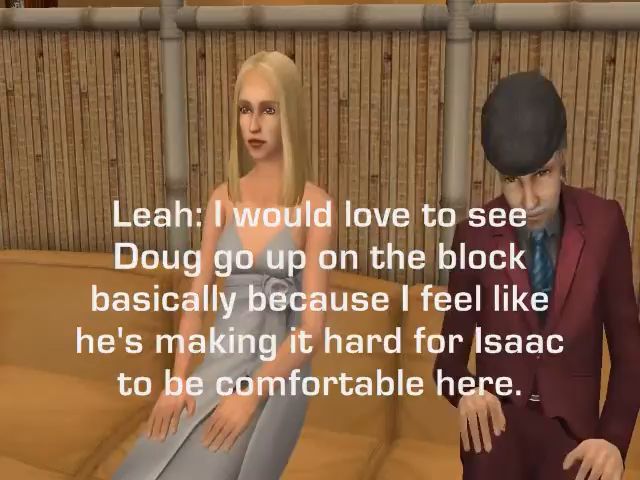 Leah: I would love to see
Doug go up on the block
basically because I feel like
he's making it hard for Isaac
to be comfortable here.